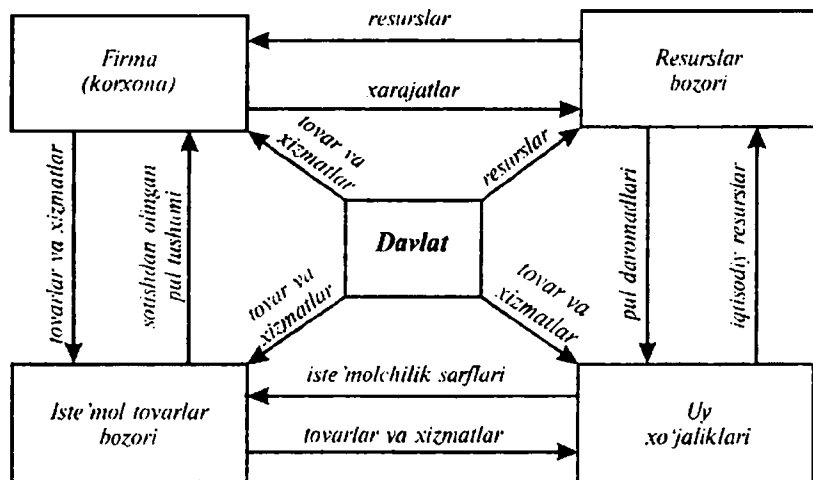 resurslar
Firma
(korxona)
Resurslar
bozori
xarajatlar
tovar va
xizmatlar
resurslar
tovarlar va xizmatlar
sotishdan olingan
pul tushumi
Davlat
pul daromadlari
iqtisodiy resurslar
tovar va
xizmatlar
tovar va
xizmatlar
iste'molchilik sarflari
Iste'mol tovarlar
bozori
Uy
xo'jaliklari
tovarlar va xizmatlar